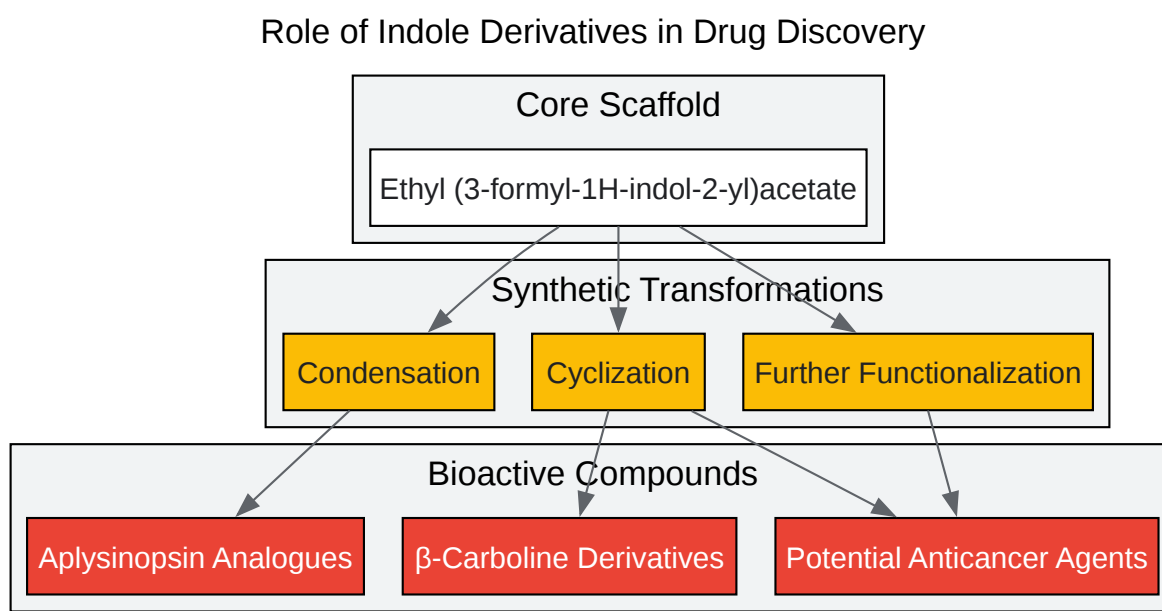 Role of Indole Derivatives in Drug Discovery
Core Scaffold
Ethyl (3-formyl-1H-indol-2-yl)acetate
Synthetic Transformations
Condensation
Cyclization
Further Functionalization
Bioactive Compounds
Aplysinopsin Analogues
β-Carboline Derivatives
Potential Anticancer Agents